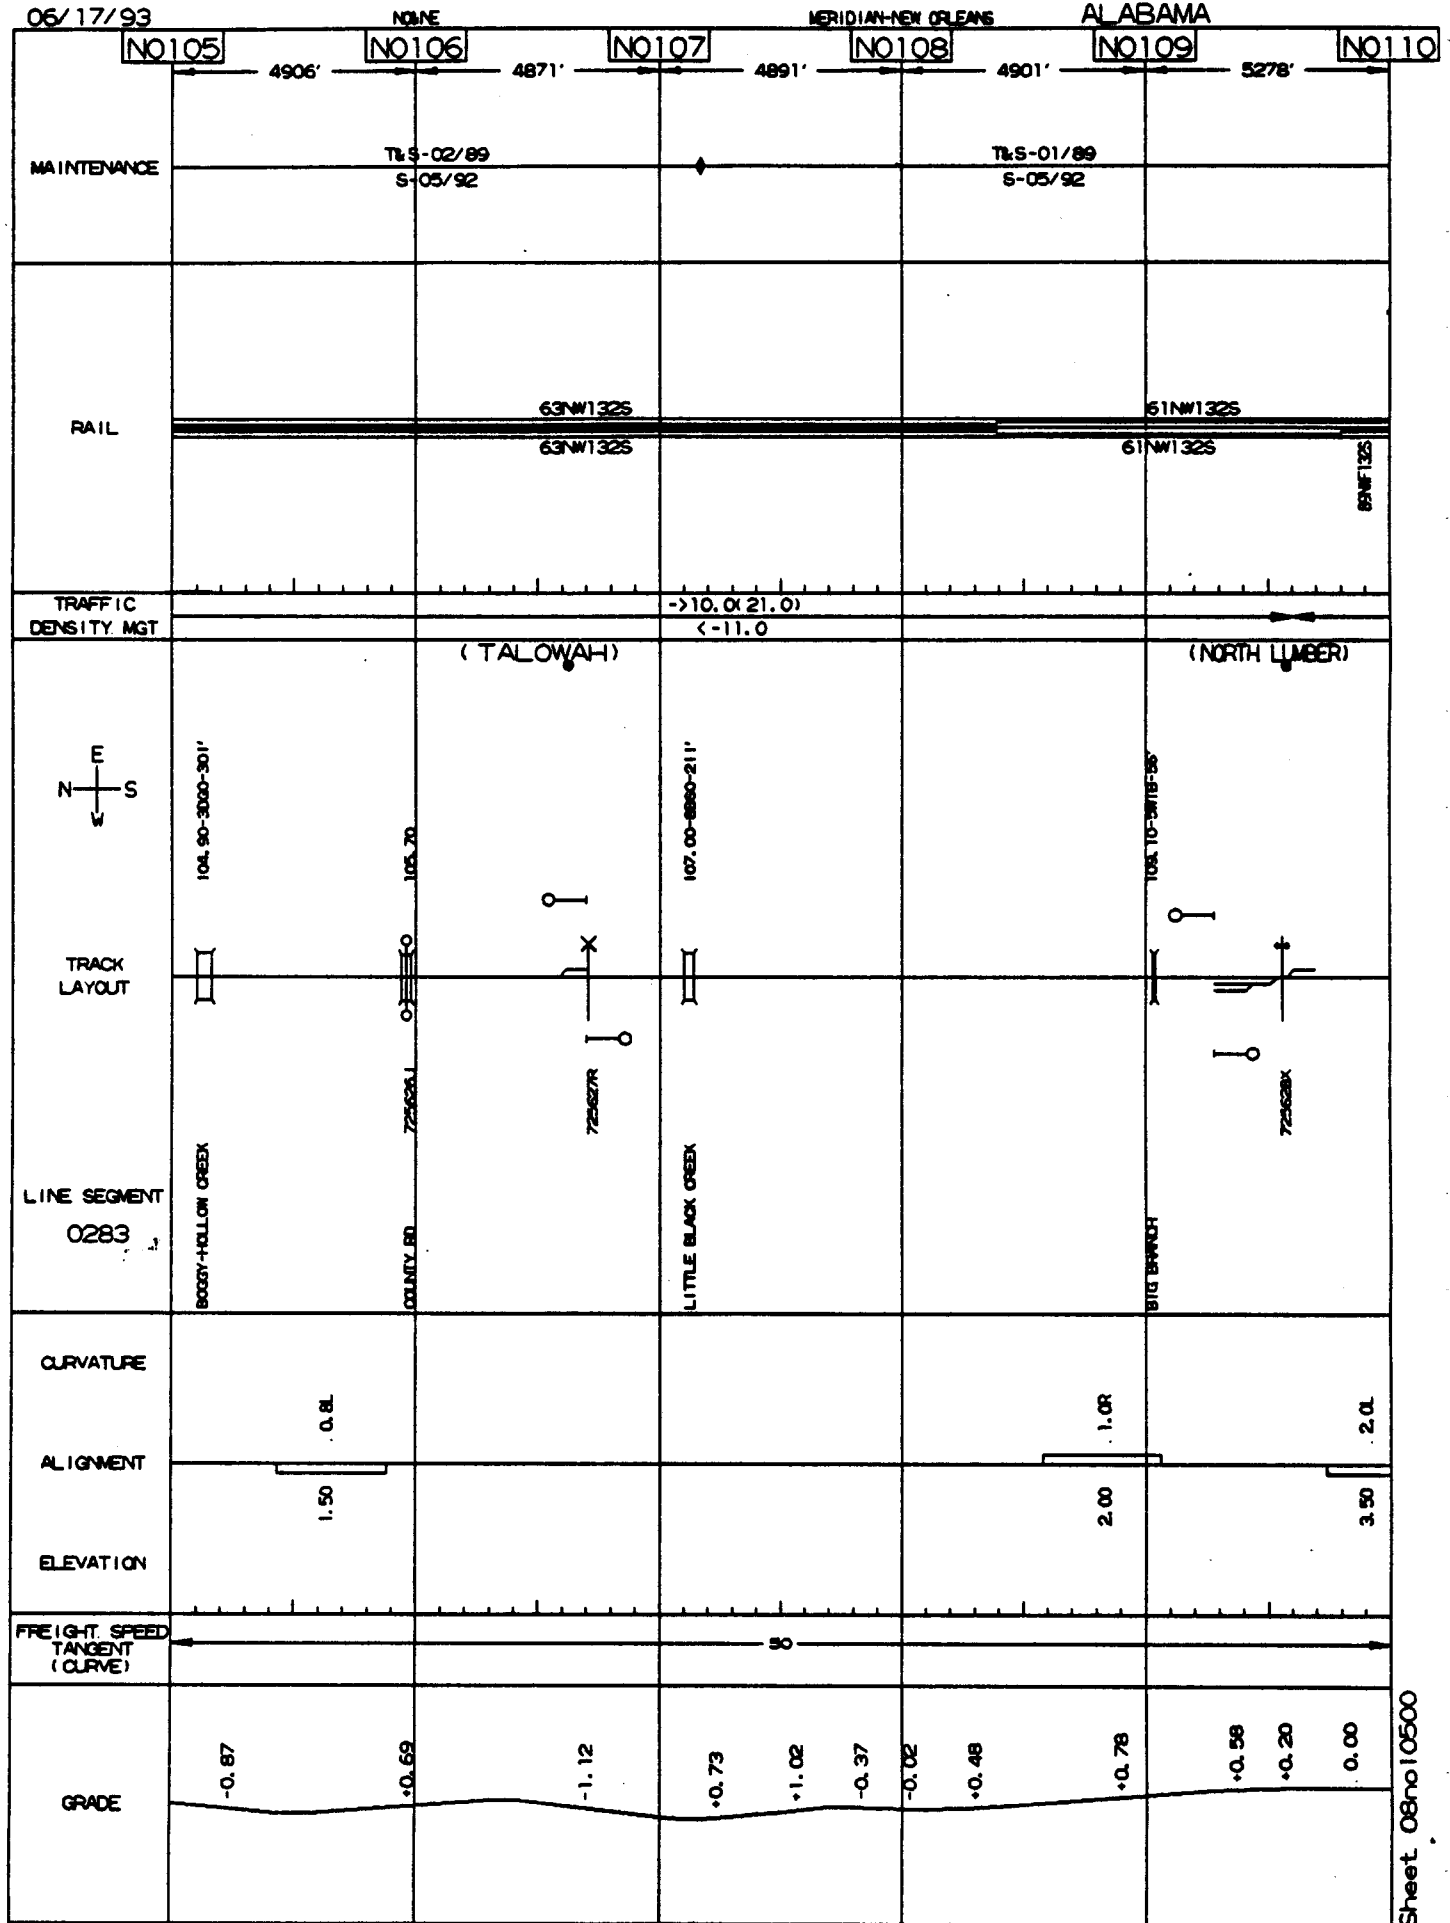 06/17/93 NO&NE MERIDIAN-NEW ORLEANS ALABAMA
NO105 NO106 NO107 NO108 NO109 NO110
4906' 4871' 4891' 4901' 5278'
MAINTENANCE
T&S-02/89 T&S-01/89
S-05/92 S-05/92
RAIL
63NW132S 61NW132S
63NW132S 61NW132S
89NWF132S
TRAFFIC
DENSITY MGT
->10.0(21.0)
<-11.0
(TALOWAH) (NORTH LUMBER)
E
N S
W
104.90-3DGO-301'
105.70
107.00-8860-211'
TRACK
LAYOUT
725626J
725627R
725628X
LINE SEGMENT
0283
BOGGY-HOLLOW CREEK
COUNTY RD
LITTLE BLACK CREEK
BIG BRANCH
CURVATURE
0.8L 1.0R 2.0L
ALIGNMENT
1.50 2.00 3.50
ELEVATION
FREIGHT SPEED
TANGENT
(CURVE)
50
GRADE
-0.87 +0.69 -1.12 +0.73 +1.02 -0.37 -0.02 +0.48 +0.78 +0.58 +0.20 0.00
Sheet 08no10500